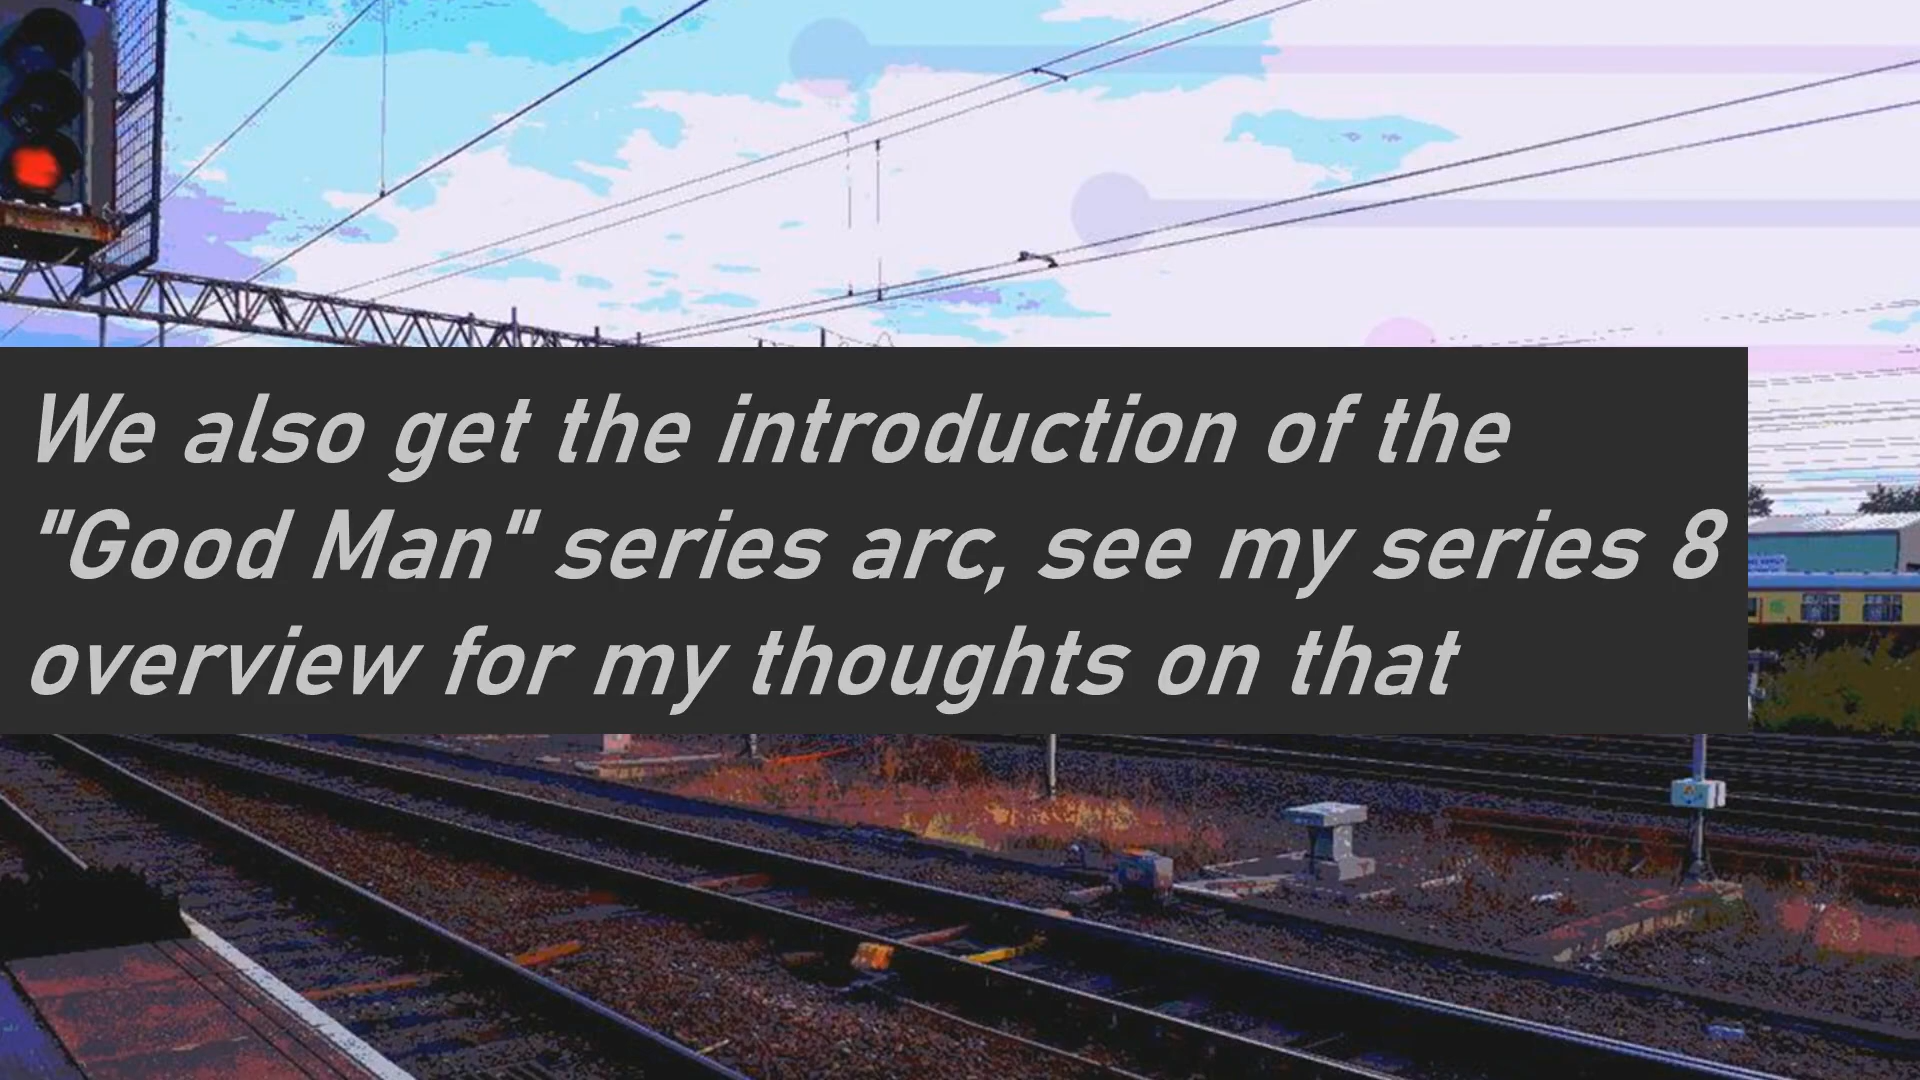 We also get the introduction of the
"Good Man" series arc, see my series 8
overview for my thoughts on that